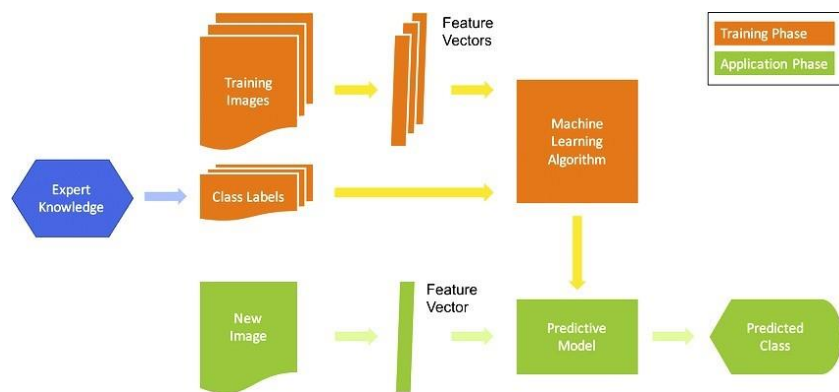 Feature
Vectors
Training Phase
Application Phase
Training
Images
Machine
Learning
Algorithm
Expert
Knowledge
Class Labels
Feature
Vector
New
Image
Predictive
Model
Predicted
Class